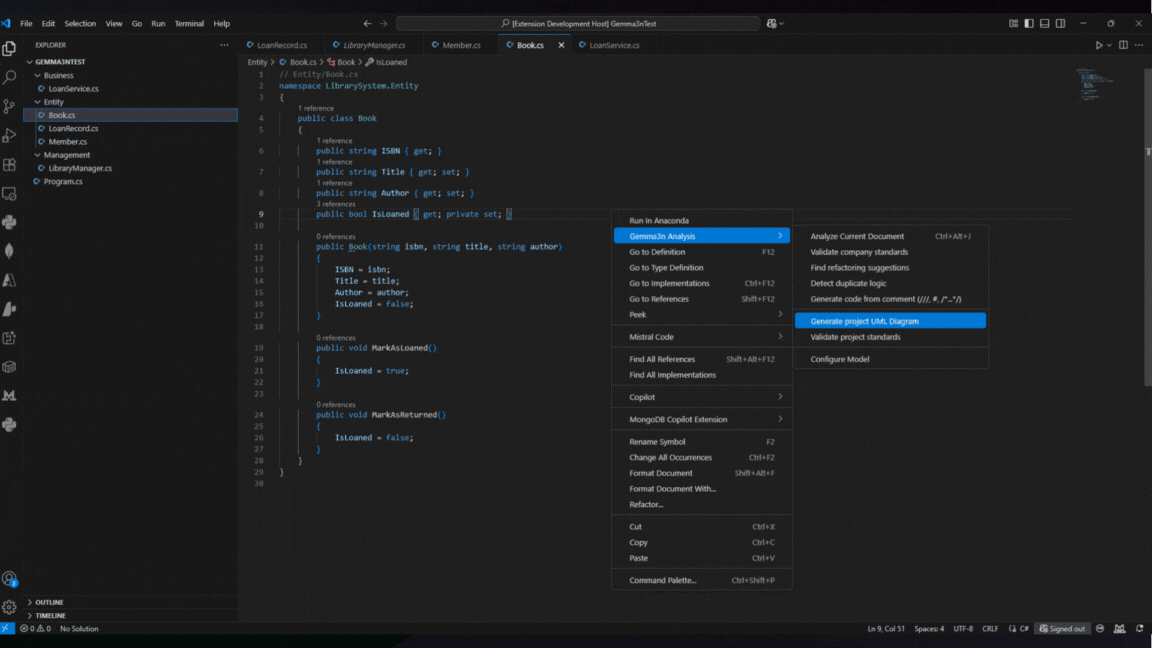 File Edit Selection View Go Run Terminal Help
[Extension Development Host] Gemma3nTest
EXPLORER
GEMMA3NTEST
Business
LoanService.cs
Entity
Book.cs
LoanRecord.cs
Member.cs
Management
LibraryManager.cs
Program.cs
OUTLINE
TIMELINE
LoanRecord.cs LibraryManager.cs Member.cs Book.cs LoanService.cs
Entity > Book.cs > Book > IsLoaned
1 // Entity/Book.cs
2 namespace LibrarySystem.Entity
3 {
1 reference
4 public class Book
5 {
1 reference
6 public string ISBN { get; }
1 reference
7 public string Title { get; set; }
1 reference
8 public string Author { get; set; }
3 references
9 public bool IsLoaned { get; private set; }
10
0 references
11 public Book(string isbn, string title, string author)
12 {
13 ISBN = isbn;
14 Title = title;
15 Author = author;
16 IsLoaned = false;
17 }
18
0 references
19 public void MarkAsLoaned()
20 {
21 IsLoaned = true;
22 }
23
0 references
24 public void MarkAsReturned()
25 {
26 IsLoaned = false;
27 }
28 }
29 }
30
Run In Anaconda
Gemma3n Analysis
Go to Definition F12
Go to Type Definition
Go to Implementations Ctrl+F12
Go to References Shift+F12
Peek
Mistral Code
Find All References Shift+Alt+F12
Find All Implementations
Copilot
MongoDB Copilot Extension
Rename Symbol F2
Change All Occurrences Ctrl+F2
Format Document Shift+Alt+F
Format Document With...
Refactor...
Cut Ctrl+X
Copy Ctrl+C
Paste Ctrl+V
Command Palette... Ctrl+Shift+P
Analyze Current Document Ctrl+Alt+J
Validate company standards
Find refactoring suggestions
Detect duplicate logic
Generate code from comment (///, #, /*...*/)
Generate project UML Diagram
Validate project standards
Configure Model
0 0 No Solution
Ln 9, Col 51 Spaces: 4 UTF-8 CRLF C# Signed out